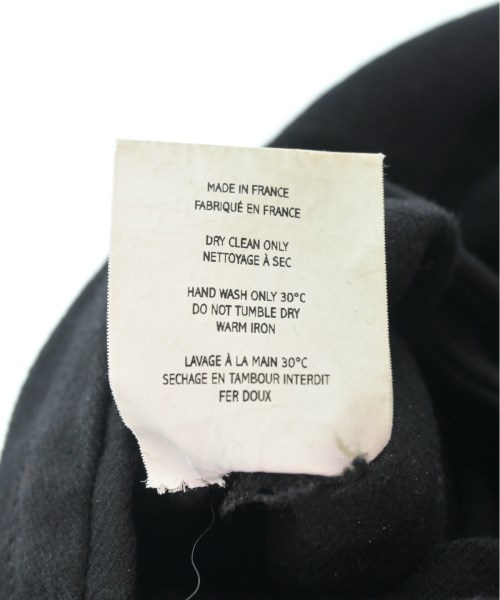 MADE IN FRANCE
FABRIQUÉ EN FRANCE
DRY CLEAN ONLY
NETTOYAGE À SEC
HAND WASH ONLY 30°C
DO NOT TUMBLE DRY
WARM IRON
LAVAGE À LA MAIN 30°C
SECHAGE EN TAMBOUR INTERDIT
FER DOUX